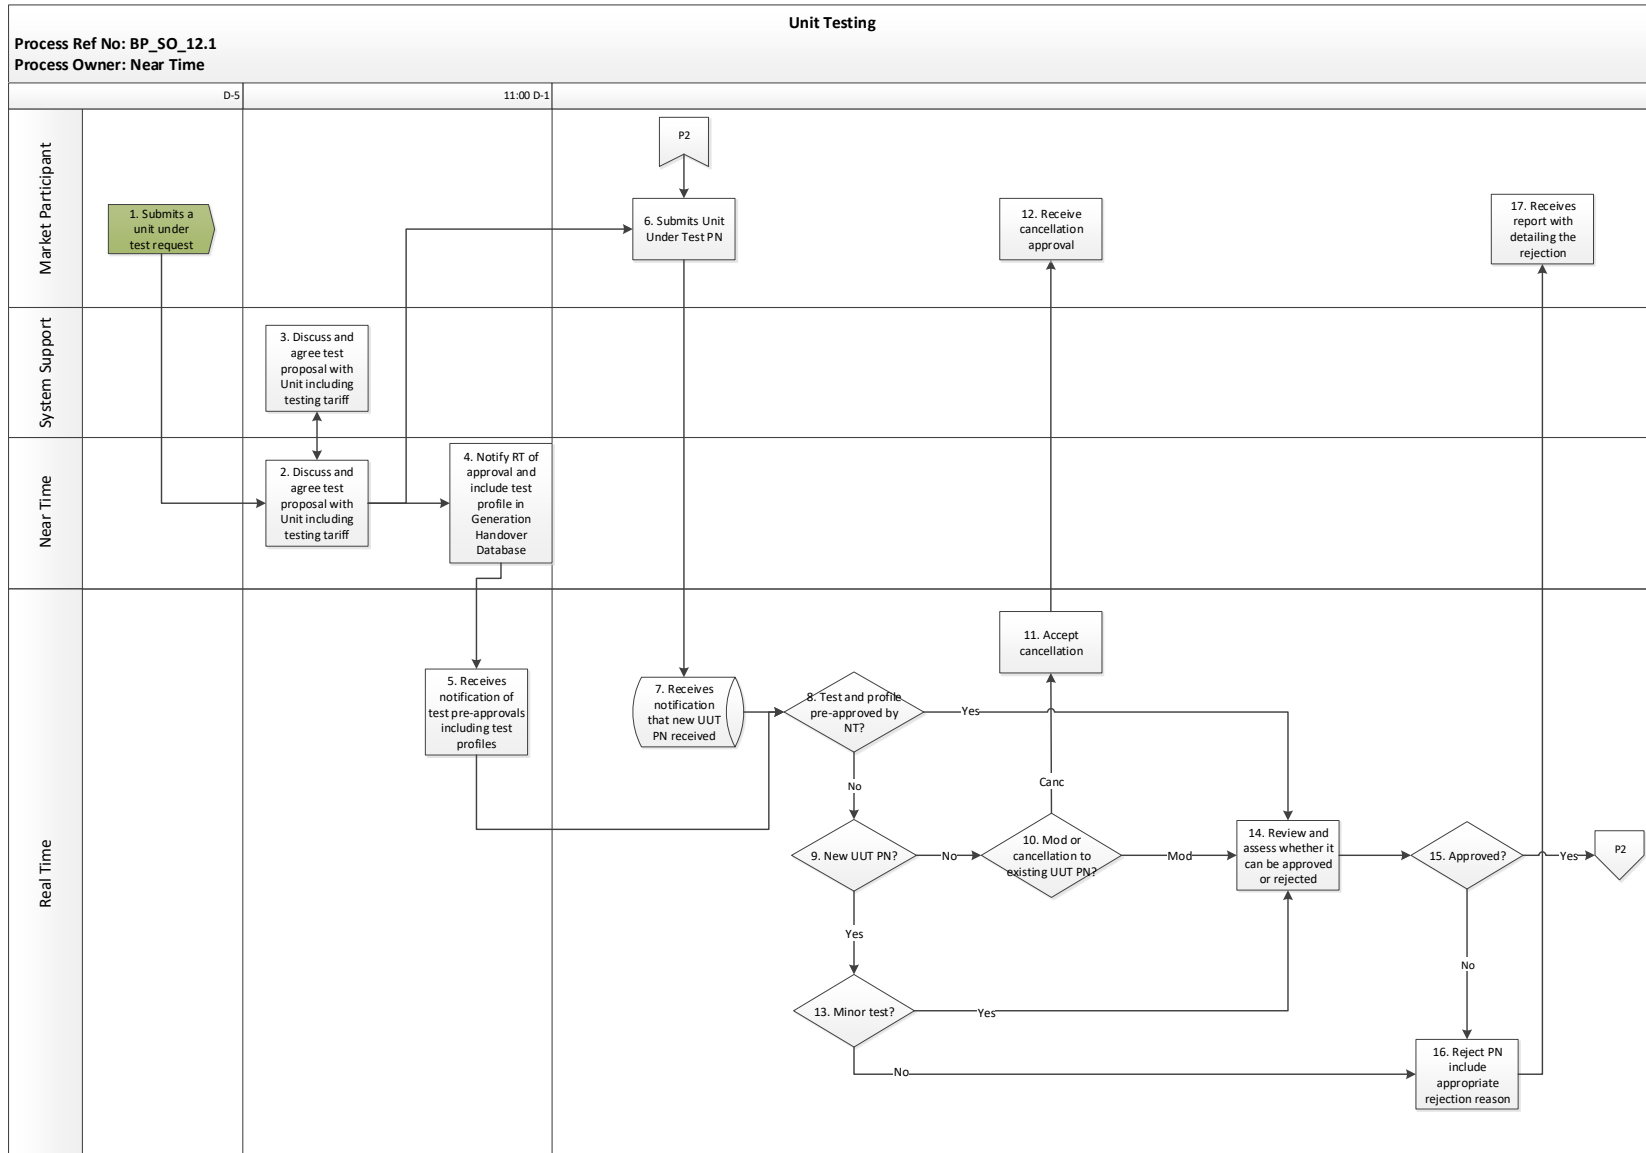 Unit Testing
Process Ref No: BP_SO_12.1
Process Owner: Near Time
D-5
11:00 D-1
Market Participant
P2
1. Submits a
unit under
test request
6. Submits Unit
Under Test PN
12. Receive
cancellation
approval
17. Receives
report with
detailing the
rejection
System Support
3. Discuss and
agree test
proposal with
Unit including
testing tariff
Near Time
2. Discuss and
agree test
proposal with
Unit including
testing tariff
4. Notify RT of
approval and
include test
profile in
Generation
Handover
Database
Real Time
5. Receives
notification of
test pre-approvals
including test
profiles
7. Receives
notification
that new UUT
PN received
8. Test and profile
pre-approved by
NT?
Yes
No
11. Accept
cancellation
Canc
9. New UUT PN?
No
10. Mod or
cancellation to
existing UUT PN?
Mod
14. Review and
assess whether it
can be approved
or rejected
15. Approved?
Yes
P2
Yes
No
13. Minor test?
Yes
No
16. Reject PN
include
appropriate
rejection reason